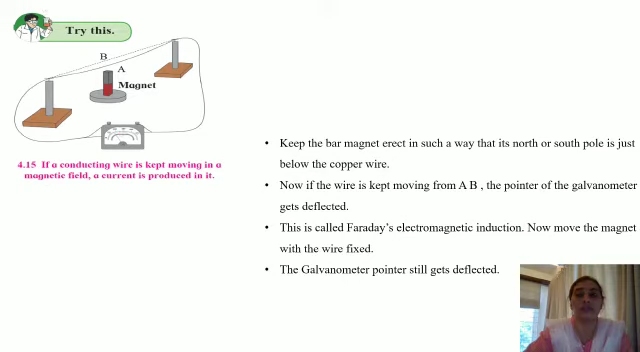 Try this.
B
A
Magnet
4.15 If a conducting wire is kept moving in a
magnetic field, a current is produced in it.
• Keep the bar magnet erect in such a way that its north or south pole is just
below the copper wire.
• Now if the wire is kept moving from A B , the pointer of the galvanometer
gets deflected.
• This is called Faraday's electromagnetic induction. Now move the magnet
with the wire fixed.
• The Galvanometer pointer still gets deflected.